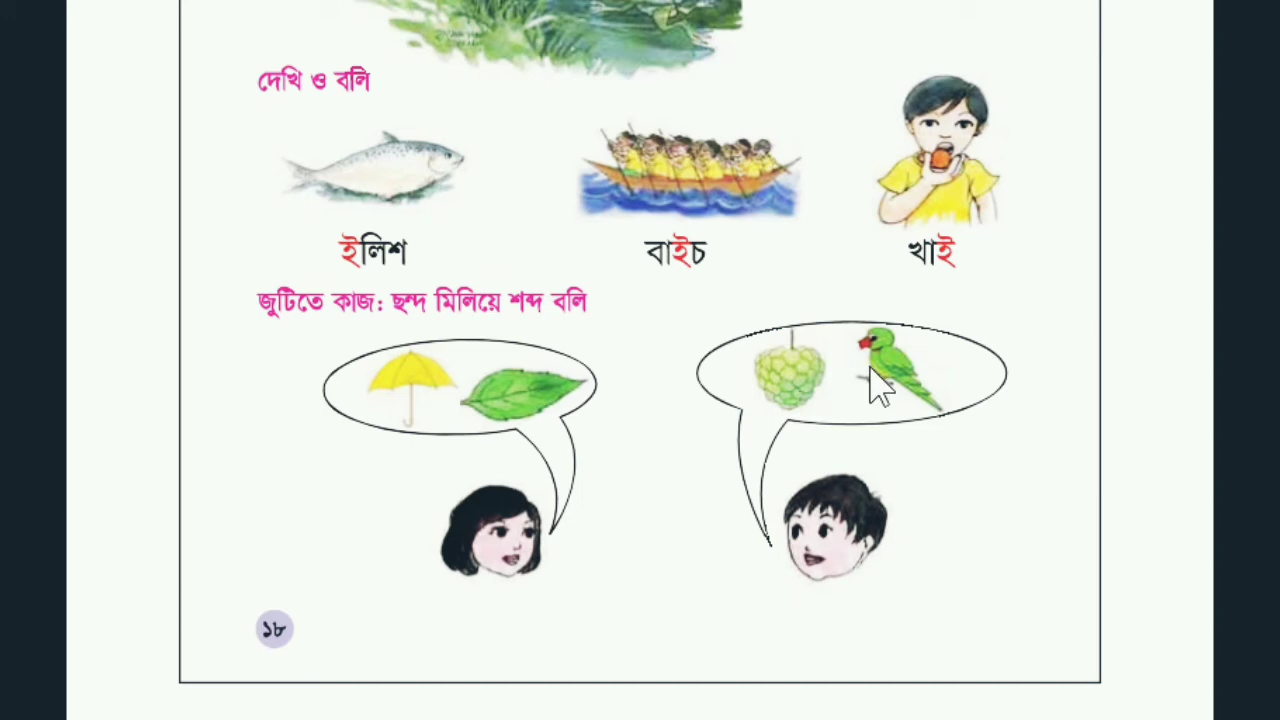 দেখি ও বলি
ইলিশ বাইচ খাই
জুটিতে কাজ: ছন্দ মিলিয়ে শব্দ বলি
১৮